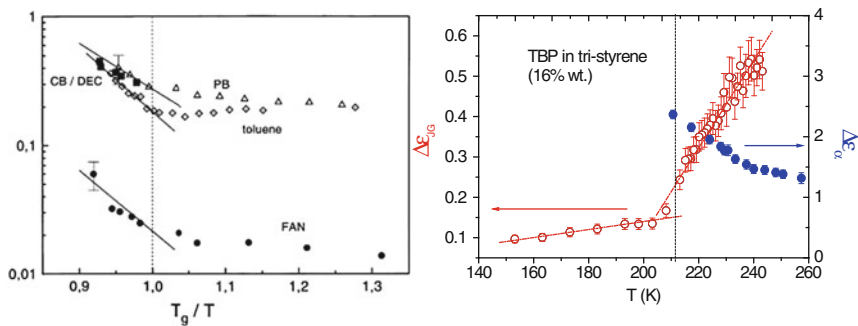 1
0,1
0,01
CB / DEC
PB
toluene
FAN
0,9
1,0
1,1
1,2
1,3
T_g / T
TBP in tri-styrene
(16% wt.)
Δε_JG
0.6
0.5
0.4
0.3
0.2
0.1
140
160
180
200
220
240
260
T (K)
4
3
2
1
0
Δε_α